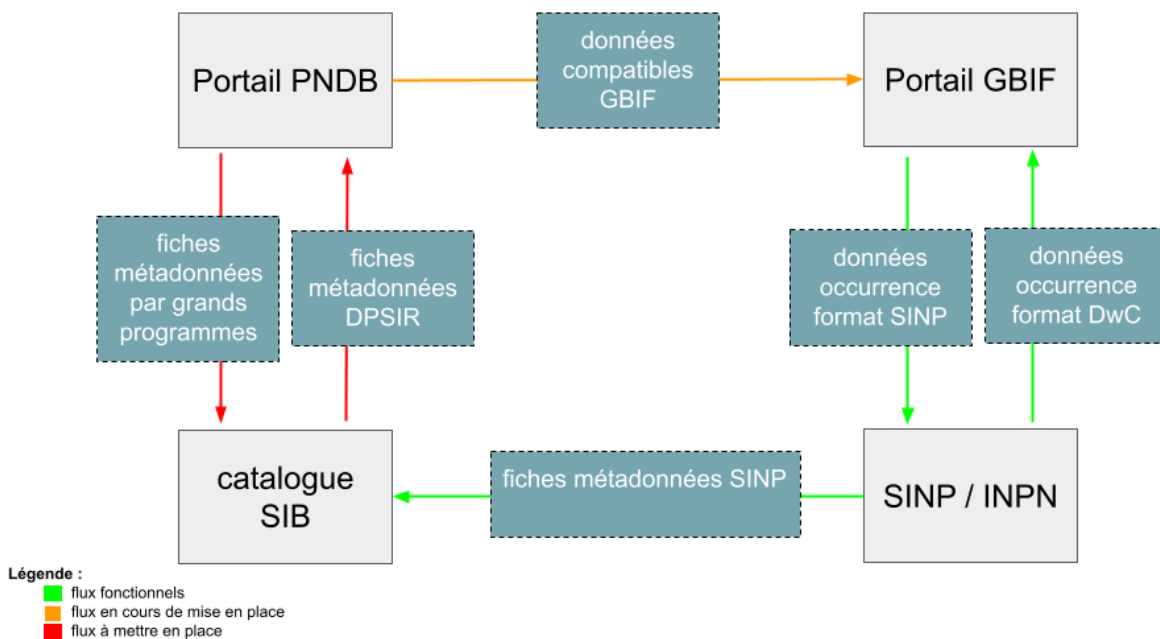 Portail PNDB
données
compatibles
GBIF
Portail GBIF
fiches
métadonnées
par grands
programmes
fiches
métadonnées
DPSIR
données
occurrence
format SINP
données
occurrence
format DwC
catalogue
SIB
fiches métadonnées SINP
SINP / INPN
Légende :
flux fonctionnels
flux en cours de mise en place
flux à mettre en place